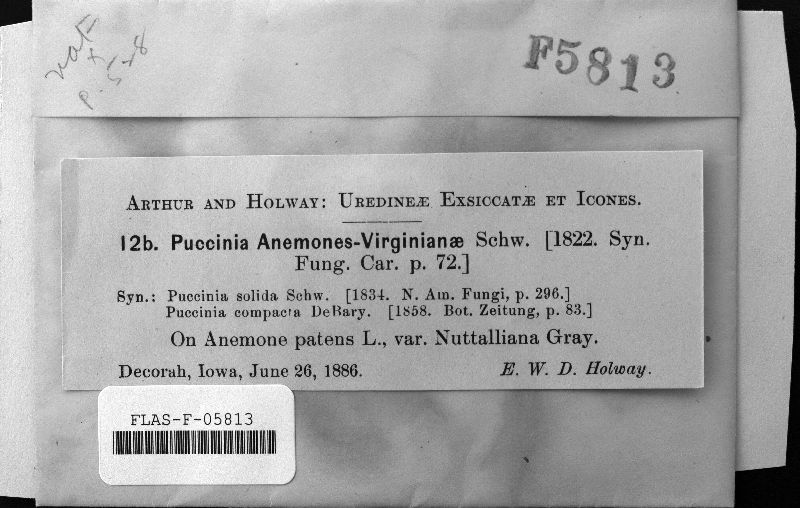 p. 578
F5813
ARTHUR AND HOLWAY: UREDINEÆ EXSICCATÆ ET ICONES.
12b. Puccinia Anemones-Virginianæ Schw. [1822. Syn.
Fung. Car. p. 72.]
Syn.: Puccinia solida Schw. [1834. N. Am. Fungi, p. 296.]
Puccinia compacta DeBary. [1858. Bot. Zeitung, p. 83.]
On Anemone patens L., var. Nuttalliana Gray.
Decorah, Iowa, June 26, 1886. E. W. D. Holway.
FLAS-F-05813